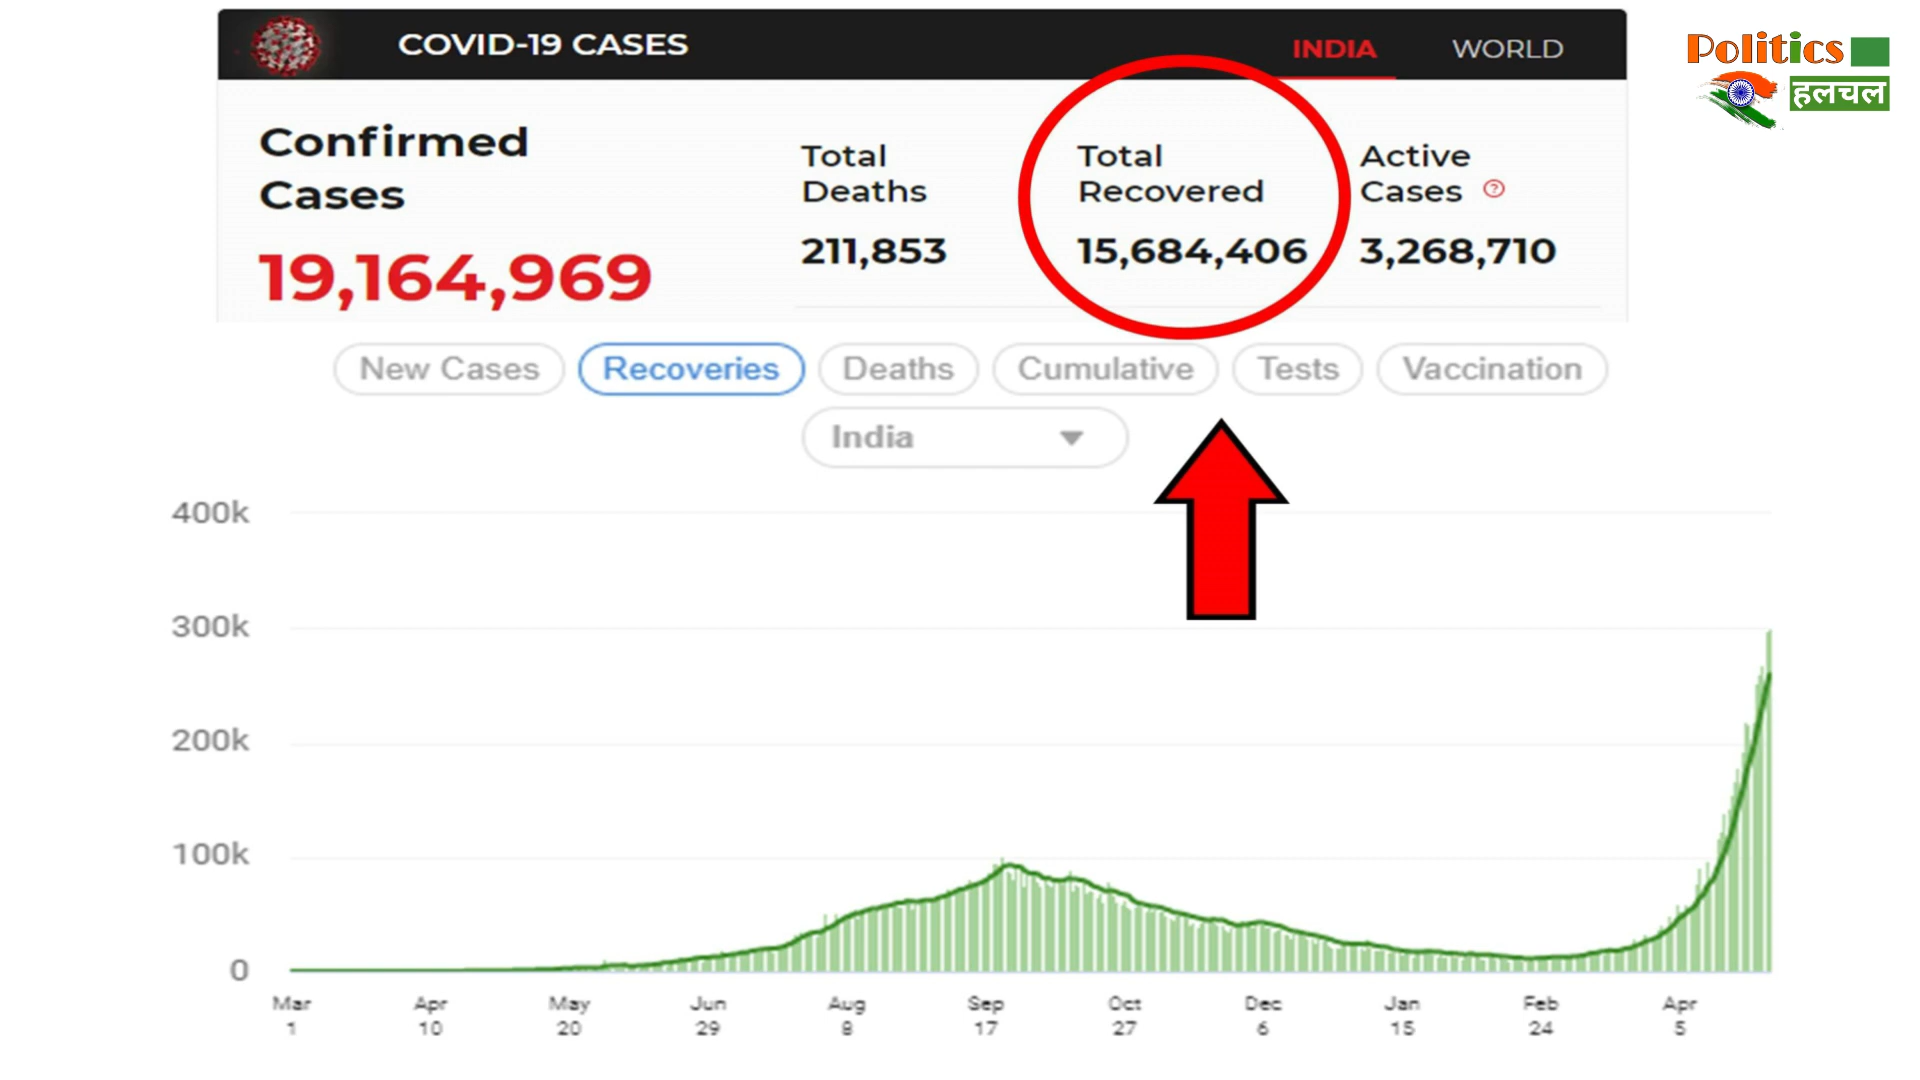 COVID-19 CASES
INDIA
WORLD
Politics
हलचल
Confirmed
Cases
19,164,969
Total
Deaths
211,853
Total
Recovered
15,684,406
Active
Cases ?
3,268,710
New Cases
Recoveries
Deaths
Cumulative
Tests
Vaccination
India
400k
300k
200k
100k
0
Mar
1
Apr
10
May
20
Jun
29
Aug
8
Sep
17
Oct
27
Dec
6
Jan
15
Feb
24
Apr
5